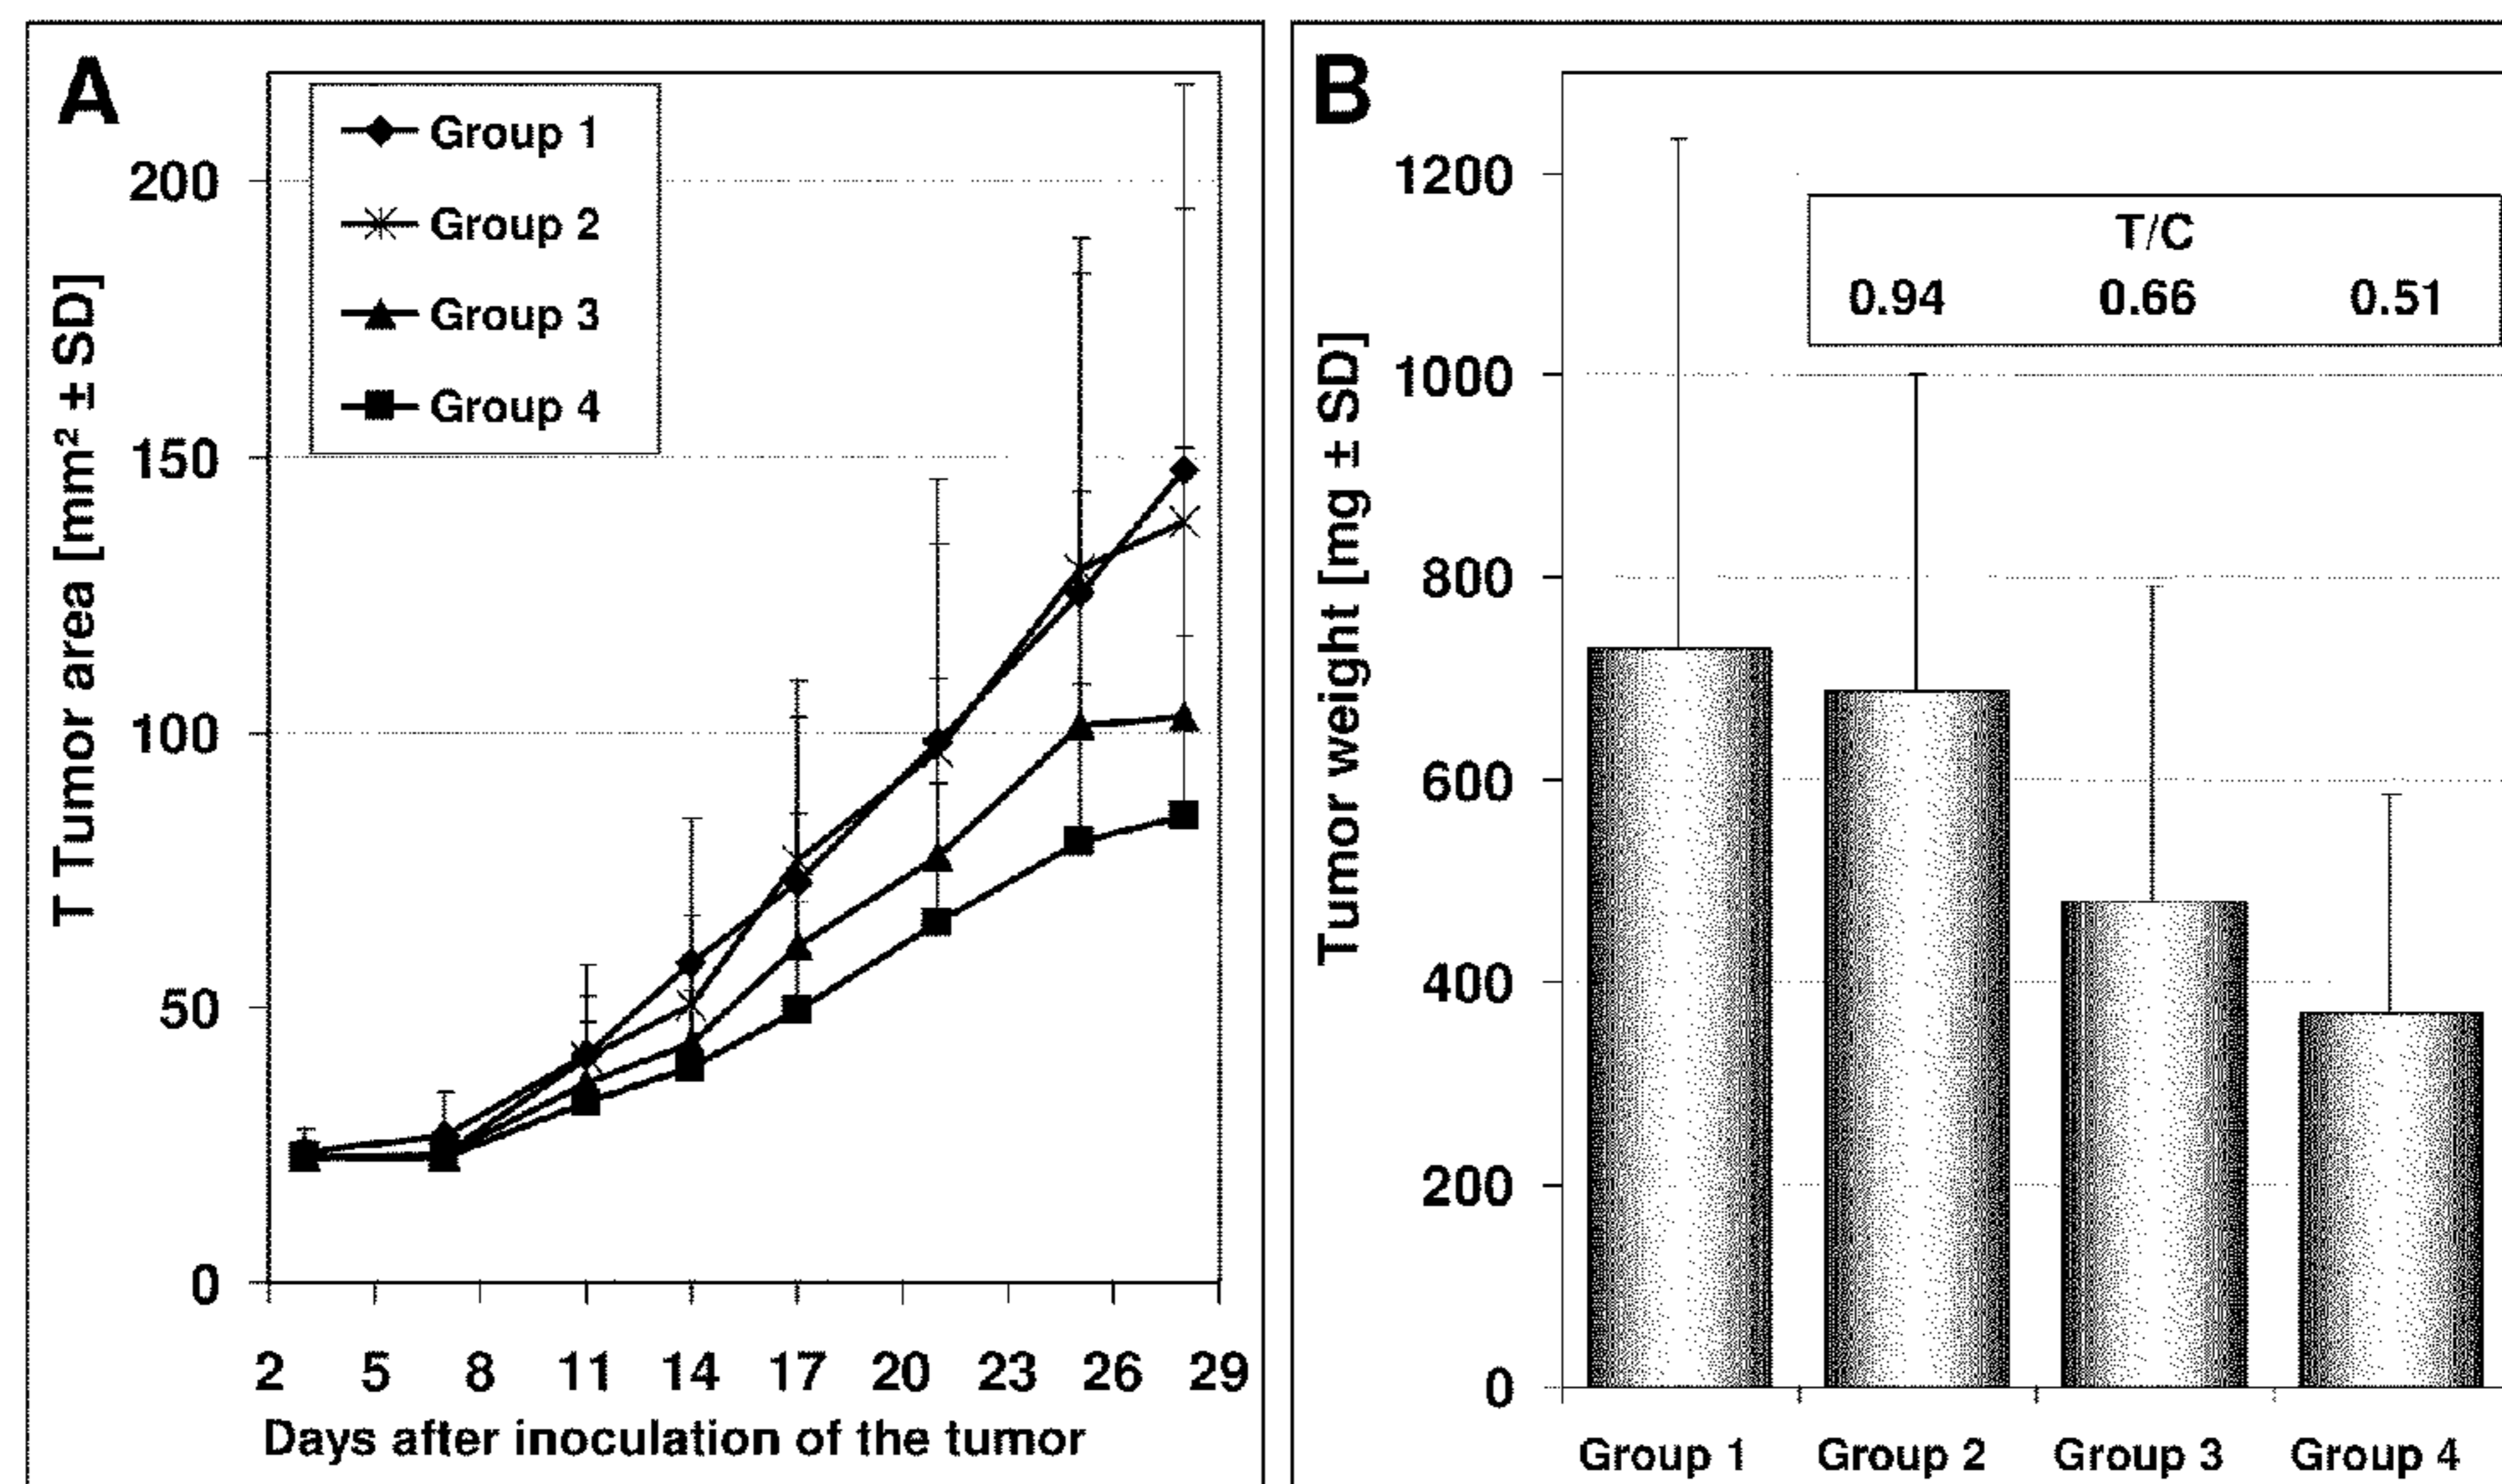 A
T Tumor area [mm² ± SD]
200
150
100
50
0
Group 1
Group 2
Group 3
Group 4
2 5 8 11 14 17 20 23 26 29
Days after inoculation of the tumor
B
Tumor weight [mg ± SD]
1200
1000
800
600
400
200
0
T/C
0.94 0.66 0.51
Group 1 Group 2 Group 3 Group 4